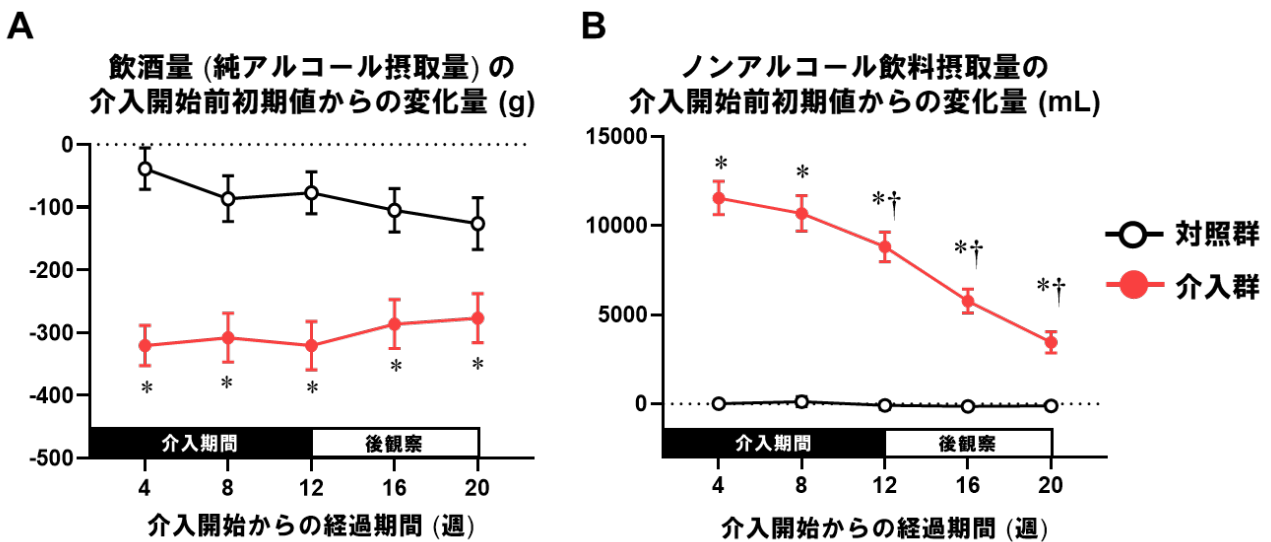 A
飲酒量 (純アルコール摂取量) の
介入開始前初期値からの変化量 (g)
0
-100
-200
-300
-400
-500
* * * * *
介入期間 後観察
4 8 12 16 20
介入開始からの経過期間 (週)
B
ノンアルコール飲料摂取量の
介入開始前初期値からの変化量 (mL)
15000
10000
5000
0
* * *† *† *†
介入期間 後観察
4 8 12 16 20
介入開始からの経過期間 (週)
対照群
介入群